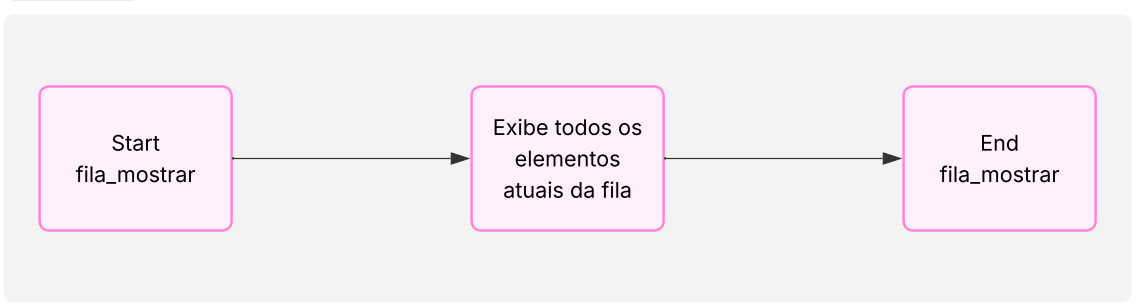 Start
fila_mostrar
Exibe todos os
elementos
atuais da fila
End
fila_mostrar